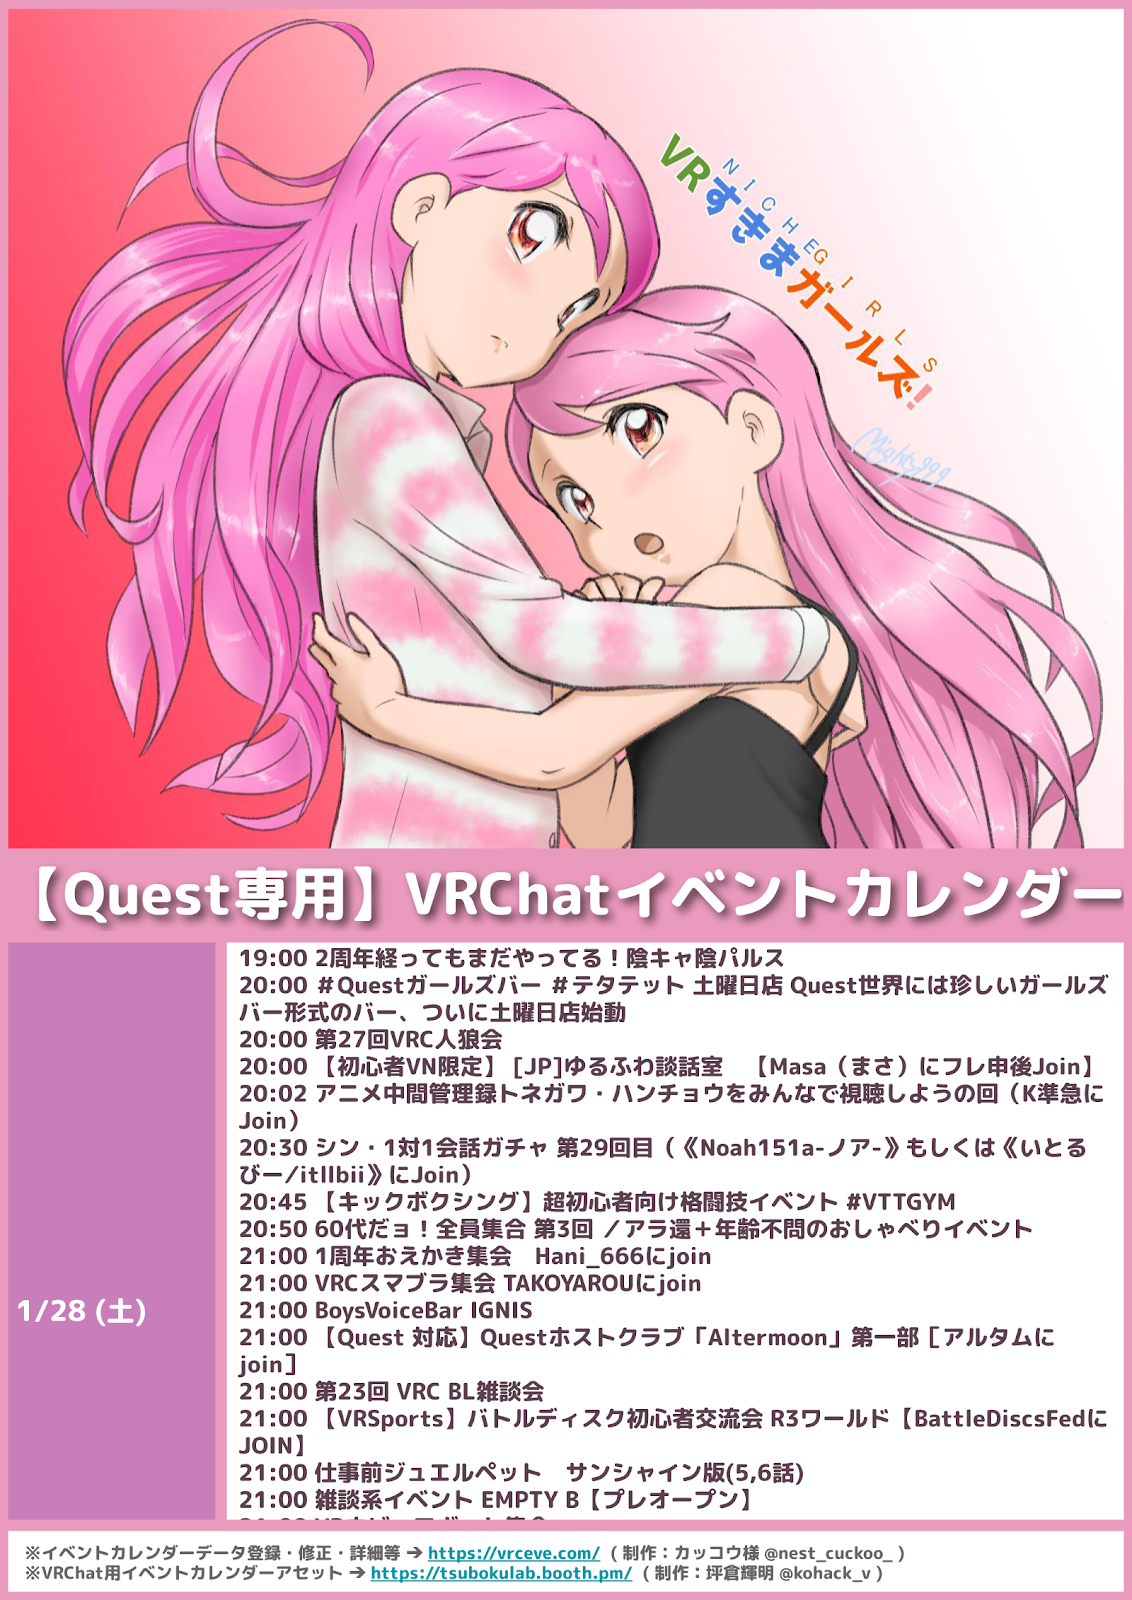 NICHE GIRLS
VRすきまガールズ!
Mighty999
【Quest専用】VRChatイベントカレンダー
1/28 (土)
19:00 2周年経ってもまだやってる！陰キャ陰パルス
20:00 #Questガールズバー #テタテット 土曜日店 Quest世界には珍しいガールズ
バー形式のバー、ついに土曜日店始動
20:00 第27回VRC人狼会
20:00 【初心者VN限定】 [JP]ゆるふわ談話室　【Masa（まさ）にフレ申後Join】
20:02 アニメ中間管理録トネガワ・ハンチョウをみんなで視聴しようの回（K準急に
Join）
20:30 シン・1対1会話ガチャ 第29回目（《Noah151a-ノア-》もしくは《いとる
びー/itllbii》にJoin）
20:45 【キックボクシング】超初心者向け格闘技イベント #VTTGYM
20:50 60代だョ！全員集合 第3回 ／アラ還＋年齢不問のおしゃべりイベント
21:00 1周年おえかき集会　Hani_666にjoin
21:00 VRCスマブラ集会 TAKOYAROUにjoin
21:00 BoysVoiceBar IGNIS
21:00 【Quest 対応】Questホストクラブ「Altermoon」第一部［アルタムに
join］
21:00 第23回 VRC BL雑談会
21:00 【VRSports】バトルディスク初心者交流会 R3ワールド【BattleDiscsFedに
JOIN】
21:00 仕事前ジュエルペット　サンシャイン版(5,6話)
21:00 雑談系イベント EMPTY B【プレオープン】
※イベントカレンダーデータ登録・修正・詳細等 ➔ https://vrceve.com/ ( 制作：カッコウ様 @nest_cuckoo_ )
※VRChat用イベントカレンダーアセット ➔ https://tsubokulab.booth.pm/ ( 制作：坪倉輝明 @kohack_v )